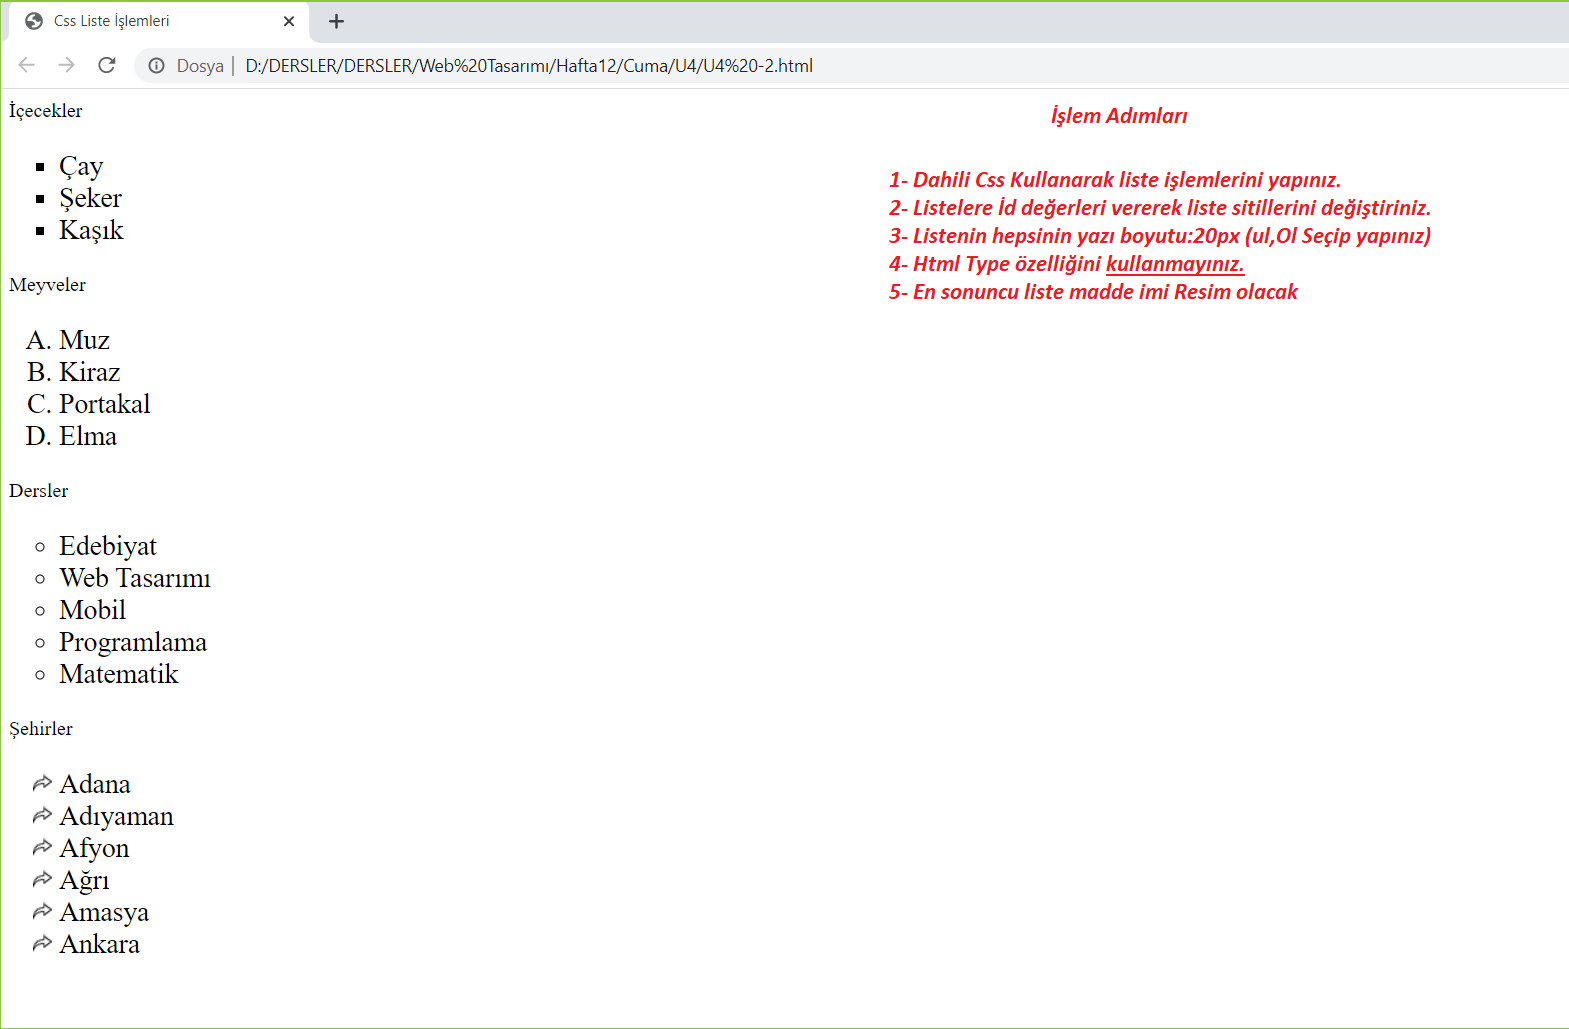 Css Liste İşlemleri
Dosya | D:/DERSLER/DERSLER/Web%20Tasarımı/Hafta12/Cuma/U4/U4%20-2.html
İçecekler
Çay
Şeker
Kaşık
Meyveler
A. Muz
B. Kiraz
C. Portakal
D. Elma
Dersler
Edebiyat
Web Tasarımı
Mobil
Programlama
Matematik
Şehirler
Adana
Adıyaman
Afyon
Ağrı
Amasya
Ankara
İşlem Adımları
1- Dahili Css Kullanarak liste işlemlerini yapınız.
2- Listelere İd değerleri vererek liste sitillerini değiştiriniz.
3- Listenin hepsinin yazı boyutu:20px (ul,Ol Seçip yapınız)
4- Html Type özelliğini kullanmayınız.
5- En sonuncu liste madde imi Resim olacak